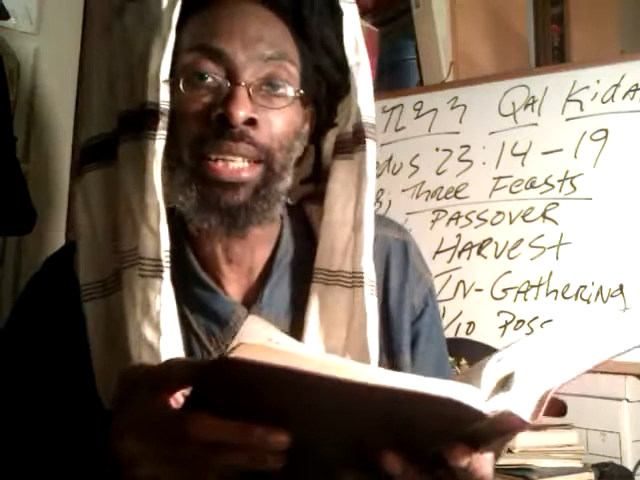 Qal Kida
dus 23:14-19
Three Feasts
PASSOVER
HARVEST
IN-GATHERING